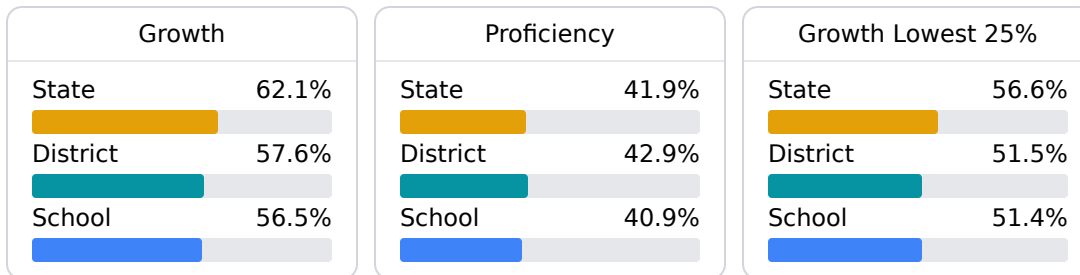 Growth
State 62.1%
District 57.6%
School 56.5%
Proficiency
State 41.9%
District 42.9%
School 40.9%
Growth Lowest 25%
State 56.6%
District 51.5%
School 51.4%